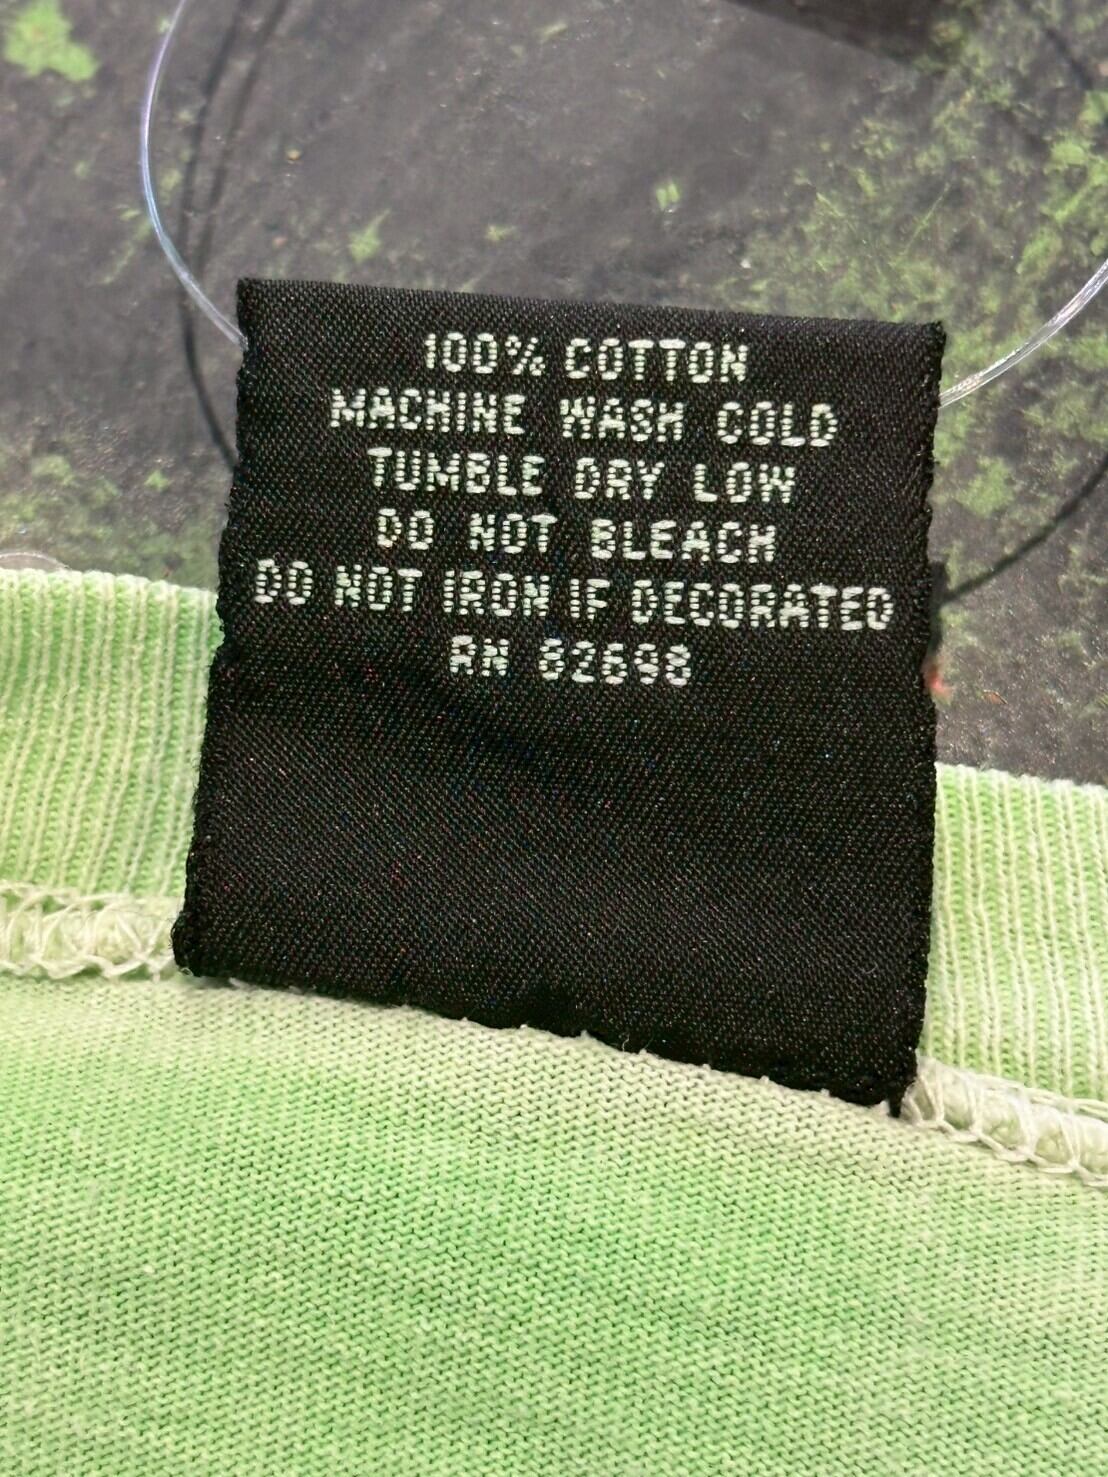 100% COTTON
MACHINE WASH COLD
TUMBLE DRY LOW
DO NOT BLEACH
DO NOT IRON IF DECORATED
RN 82698